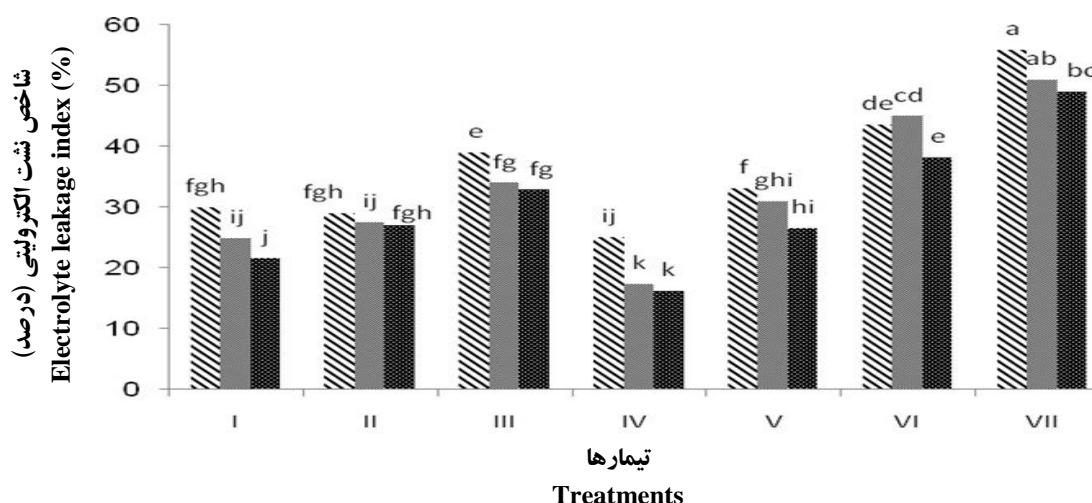 شاخص نشت الکترولیتی (درصد)
Electrolyte leakage index (%)
60
50
40
30
20
10
0
fgh ij j
fgh ij fgh
e fg fg
ij k k
f ghi hi
de cd e
a ab bc
I II III IV V VI VII
تیمارها
Treatments